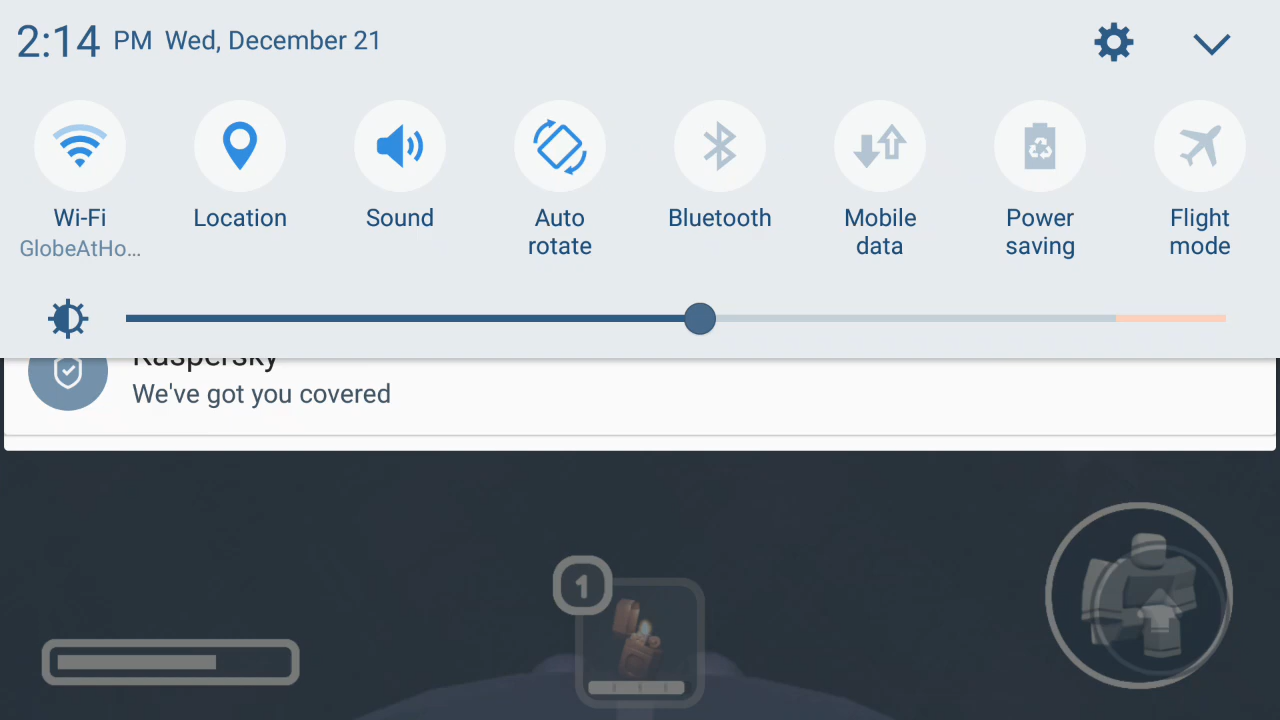 2:14 PM Wed, December 21
Wi-Fi Location Sound Auto rotate Bluetooth Mobile data Power saving Flight mode
GlobeAtHo...
Kaspersky
We've got you covered
1